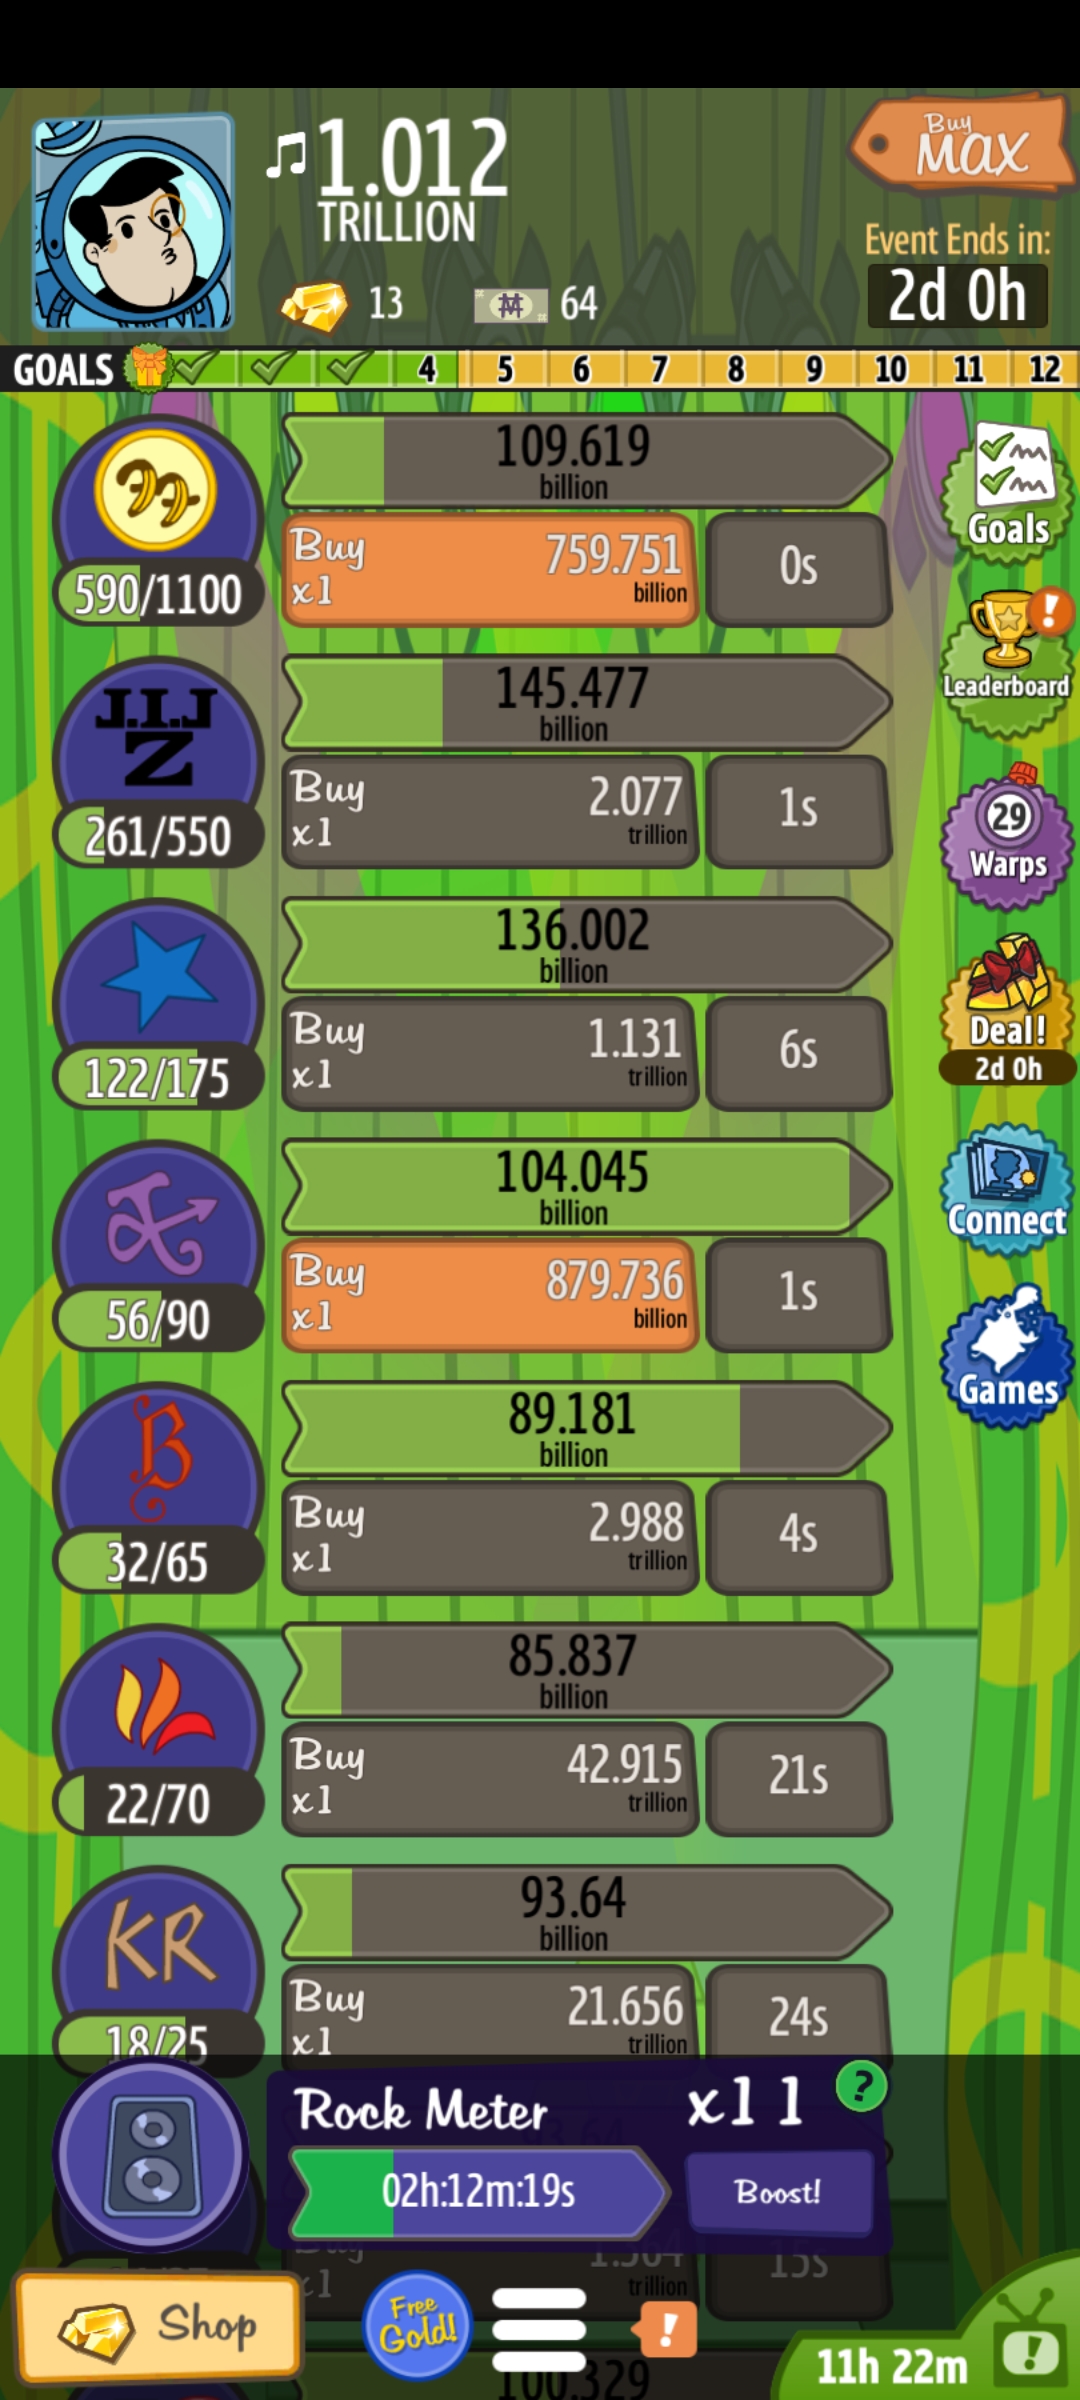 1.012
TRILLION
Buy
MAX
Event Ends in:
2d 0h
13
64
GOALS 4 5 6 7 8 9 10 11 12
109.619
billion
Buy
x1
759.751
billion
0s
590/1100
Goals
J.I.J
Z
145.477
billion
Buy
x1
2.077
trillion
1s
261/550
Leaderboard
136.002
billion
Buy
x1
1.131
trillion
6s
122/175
29
Warps
Deal!
2d 0h
104.045
billion
Buy
x1
879.736
billion
1s
56/90
Connect
B
89.181
billion
Buy
x1
2.988
trillion
4s
32/65
Games
85.837
billion
Buy
x1
42.915
trillion
21s
22/70
KR
93.64
billion
Buy
x1
21.656
trillion
24s
18/25
Rock Meter
x11
?
02h:12m:19s
Boost!
Buy
x1
1.564
trillion
15s
Shop
Free
Gold!
!
11h 22m
100.329